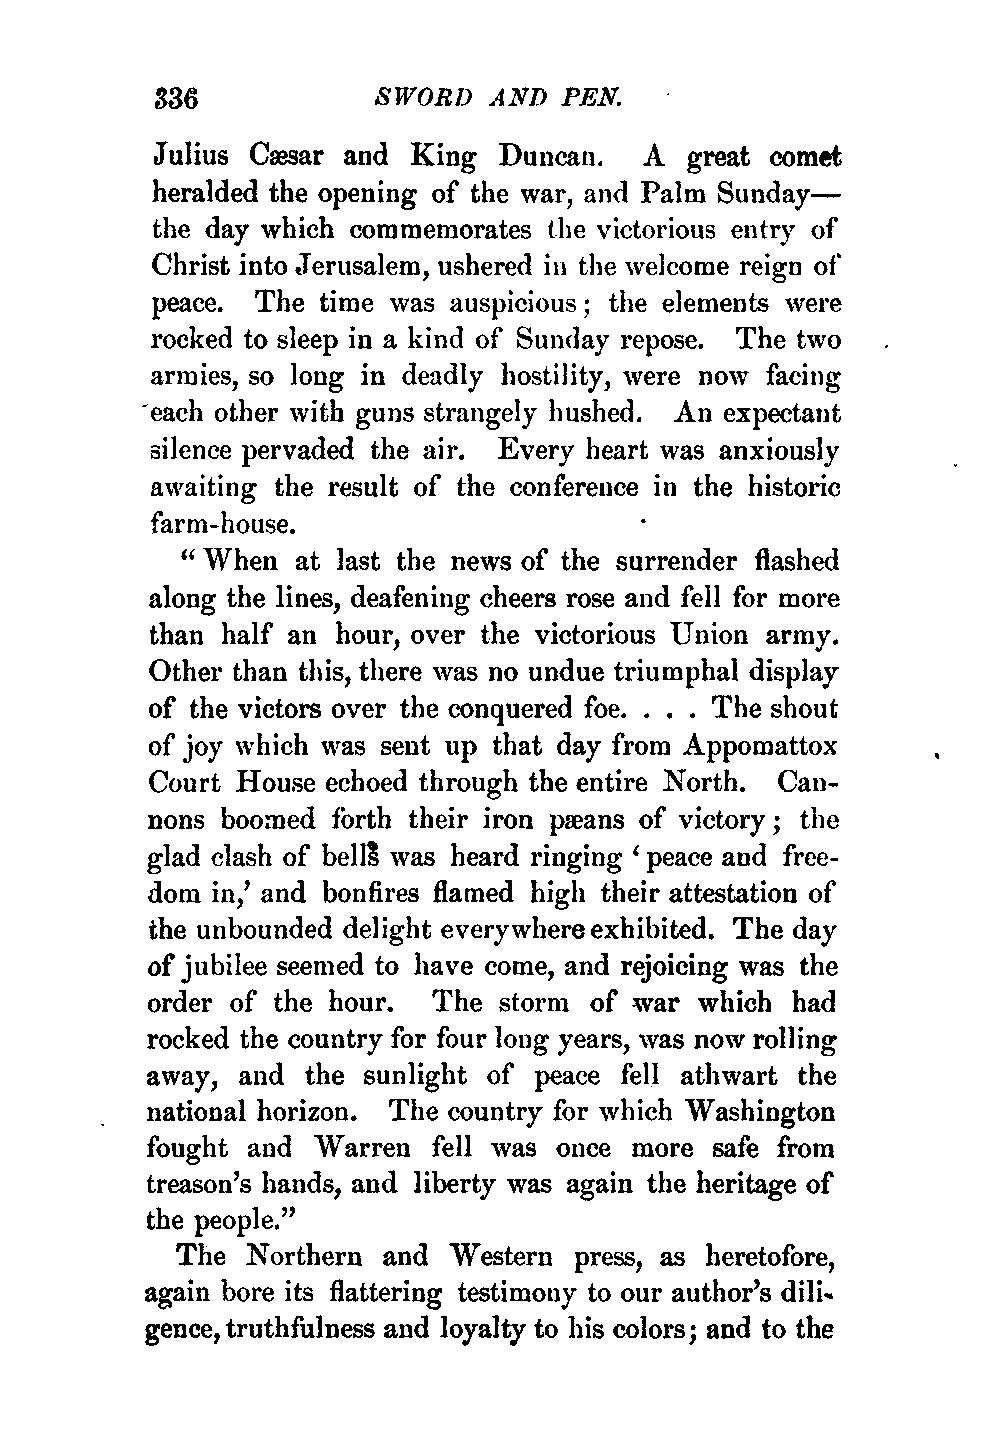 336 SWORD AND PEN.
Julius Cæsar and King Duncan. A great comet
heralded the opening of the war, and Palm Sunday—
the day which commemorates the victorious entry of
Christ into Jerusalem, ushered in the welcome reign of
peace. The time was auspicious; the elements were
rocked to sleep in a kind of Sunday repose. The two
armies, so long in deadly hostility, were now facing
each other with guns strangely hushed. An expectant
silence pervaded the air. Every heart was anxiously
awaiting the result of the conference in the historic
farm-house.
"When at last the news of the surrender flashed
along the lines, deafening cheers rose and fell for more
than half an hour, over the victorious Union army.
Other than this, there was no undue triumphal display
of the victors over the conquered foe. . . . The shout
of joy which was sent up that day from Appomattox
Court House echoed through the entire North. Can-
nons boomed forth their iron pæans of victory; the
glad clash of bells was heard ringing 'peace and free-
dom in,' and bonfires flamed high their attestation of
the unbounded delight everywhere exhibited. The day
of jubilee seemed to have come, and rejoicing was the
order of the hour. The storm of war which had
rocked the country for four long years, was now rolling
away, and the sunlight of peace fell athwart the
national horizon. The country for which Washington
fought and Warren fell was once more safe from
treason's hands, and liberty was again the heritage of
the people."
The Northern and Western press, as heretofore,
again bore its flattering testimony to our author's dili-
gence, truthfulness and loyalty to his colors; and to the